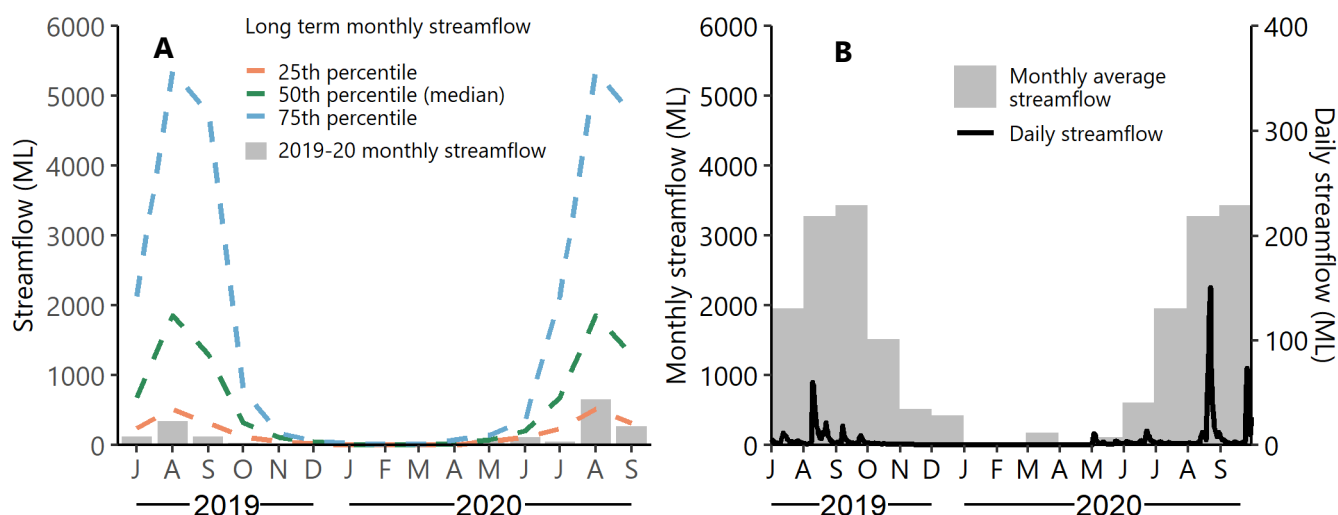 A
Long term monthly streamflow
25th percentile
50th percentile (median)
75th percentile
2019-20 monthly streamflow
Streamflow (ML)
6000
5000
4000
3000
2000
1000
0
J A S O N D J F M A M J J A S
2019 2020
B
Monthly average
streamflow
Daily streamflow
Monthly streamflow (ML)
6000
5000
4000
3000
2000
1000
0
Daily streamflow (ML)
400
300
200
100
0
J A S O N D J F M A M J J A S
2019 2020